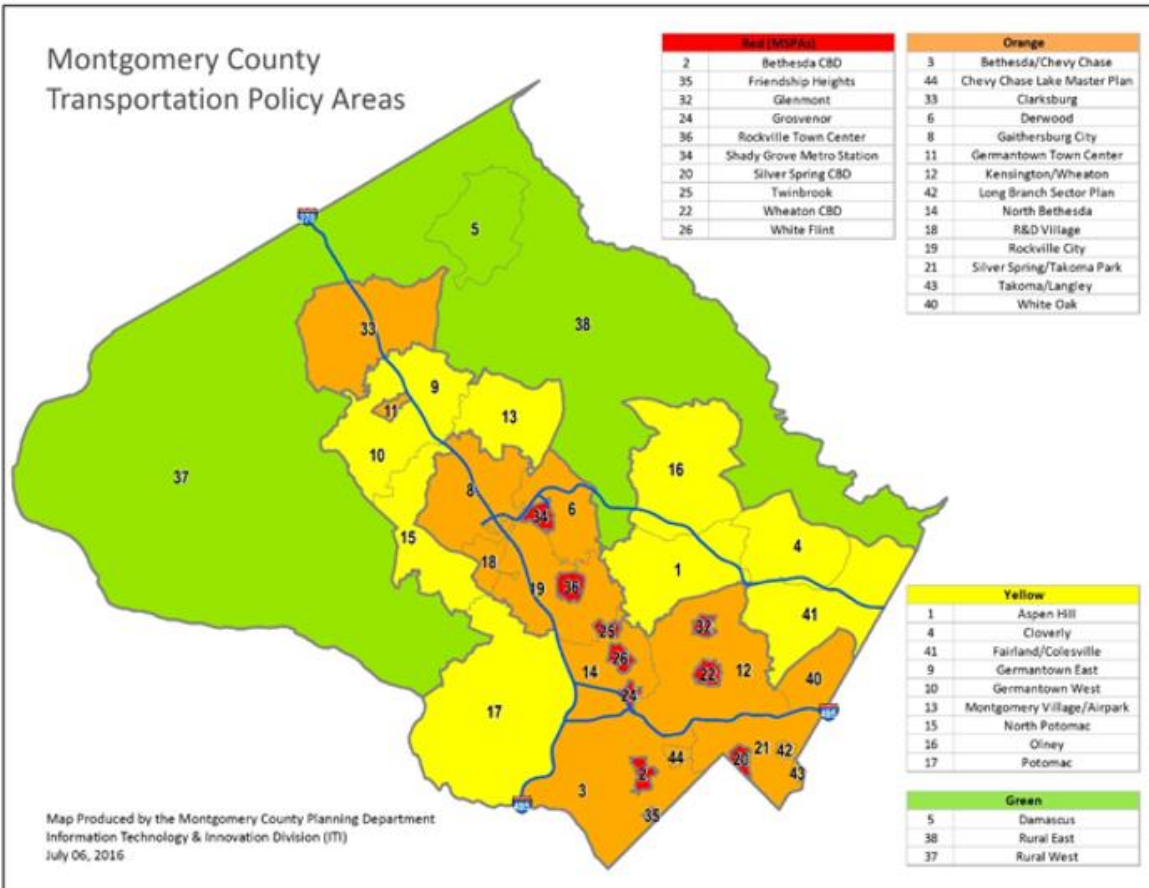 Montgomery County
Transportation Policy Areas
Red (MSPAs)
2 Bethesda CBD
35 Friendship Heights
32 Glenmont
24 Grosvenor
36 Rockville Town Center
34 Shady Grove Metro Station
20 Silver Spring CBD
25 Twinbrook
22 Wheaton CBD
26 White Flint
Orange
3 Bethesda/Chevy Chase
44 Chevy Chase Lake Master Plan
33 Clarksburg
6 Derwood
8 Gaithersburg City
11 Germantown Town Center
12 Kensington/Wheaton
42 Long Branch Sector Plan
14 North Bethesda
18 R&D Village
19 Rockville City
21 Silver Spring/Takoma Park
43 Takoma/Langley
40 White Oak
270
5
38
33
9
11
13
10
37
16
8
34
6
15
18
4
1
19
36
41
32
25
26
14
22
12
40
24
17
495
21
42
20
44
43
2
3
495
35
Yellow
1 Aspen Hill
4 Cloverly
41 Fairland/Colesville
9 Germantown East
10 Germantown West
13 Montgomery Village/Airpark
15 North Potomac
16 Olney
17 Potomac
Green
5 Damascus
38 Rural East
37 Rural West
Map Produced by the Montgomery County Planning Department
Information Technology & Innovation Division (ITI)
July 06, 2016